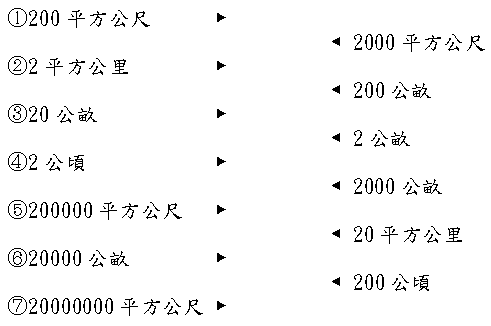 ①200 平方公尺 ►
◄ 2000 平方公尺
②2 平方公里 ►
◄ 200 公畝
③20 公畝 ►
◄ 2 公畝
④2 公頃 ►
◄ 2000 公畝
⑤200000 平方公尺 ►
◄ 20 平方公里
⑥20000 公畝 ►
◄ 200 公頃
⑦20000000 平方公尺 ►